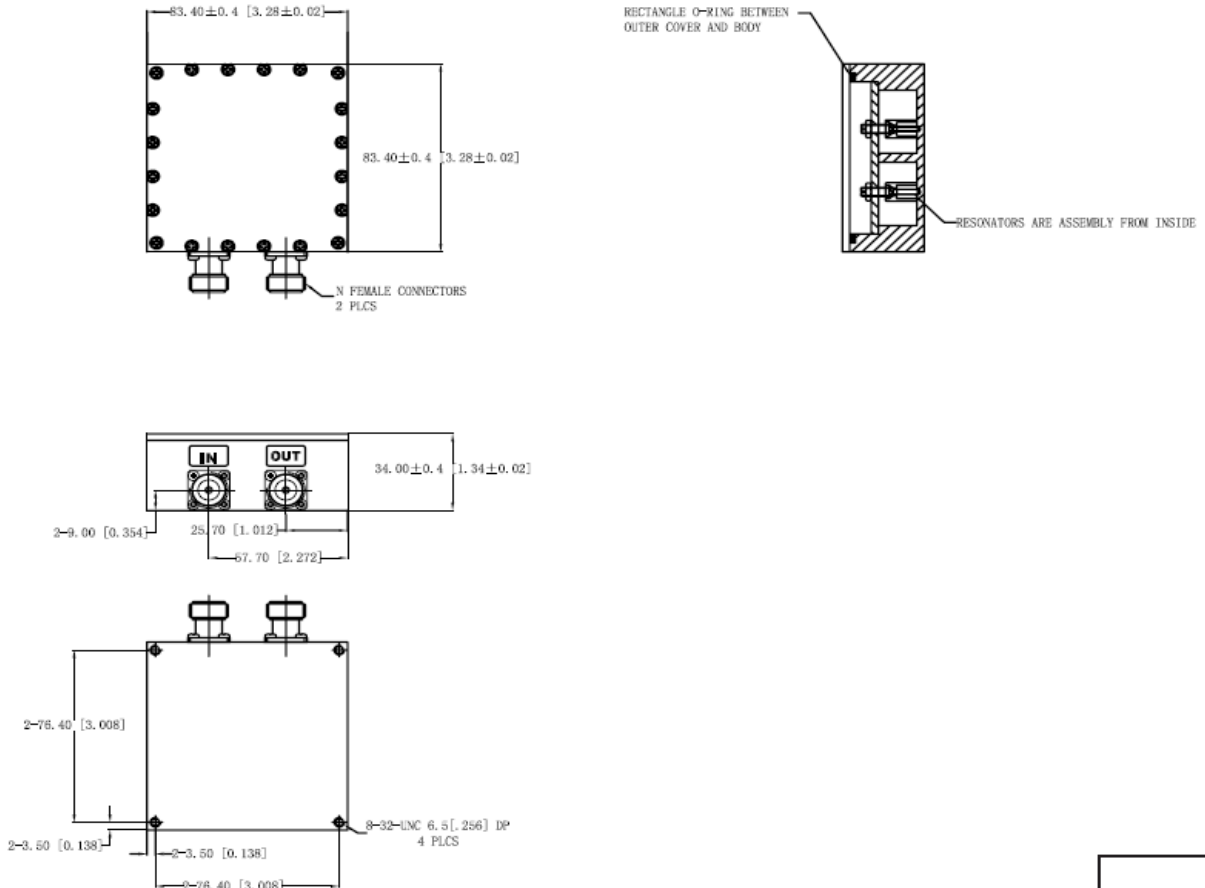 83.40±0.4 [3.28±0.02]
RECTANGLE O-RING BETWEEN
OUTER COVER AND BODY
83.40±0.4 [3.28±0.02]
RESONATORS ARE ASSEMBLY FROM INSIDE
N FEMALE CONNECTORS
2 PLCS
IN
OUT
34.00±0.4 [1.34±0.02]
2-9.00 [0.354]
25.70 [1.012]
57.70 [2.272]
2-76.40 [3.008]
8-32-UNC 6.5[.256] DP
4 PLCS
2-3.50 [0.138]
2-3.50 [0.138]
2-76.40 [3.008]